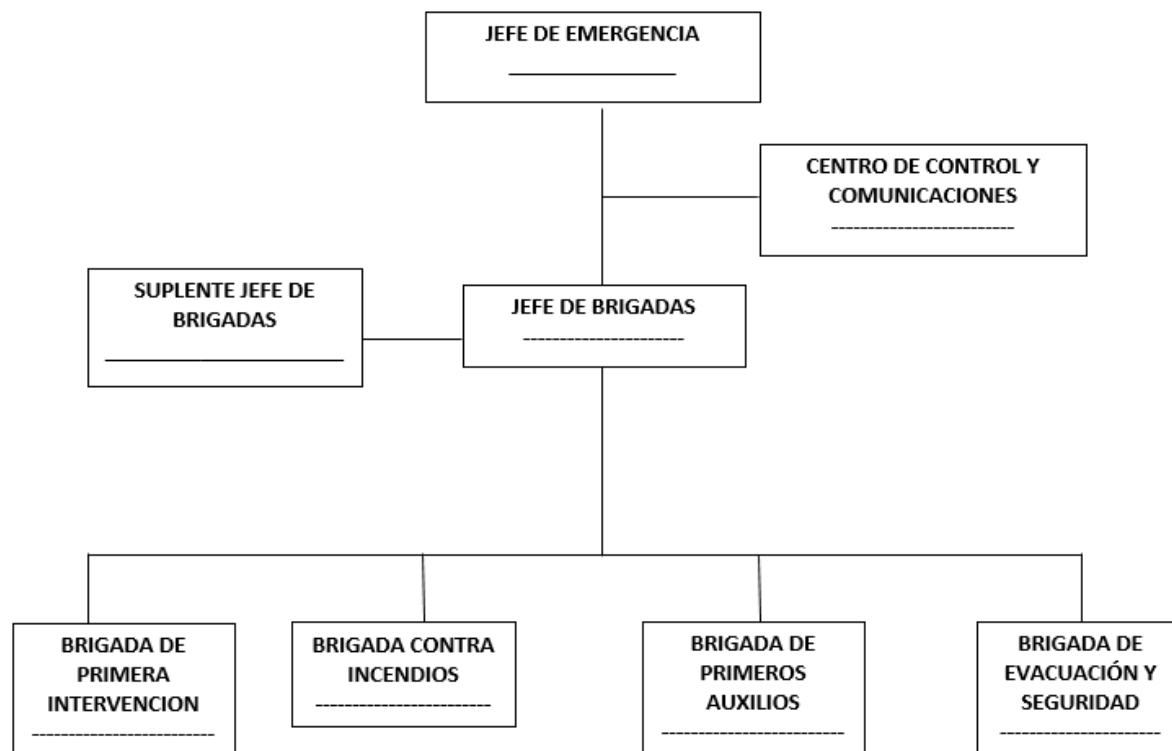 JEFE DE EMERGENCIA
CENTRO DE CONTROL Y
COMUNICACIONES
SUPLENTE JEFE DE
BRIGADAS
JEFE DE BRIGADAS
BRIGADA DE
PRIMERA
INTERVENCION
BRIGADA CONTRA
INCENDIOS
BRIGADA DE
PRIMEROS
AUXILIOS
BRIGADA DE
EVACUACIÓN Y
SEGURIDAD